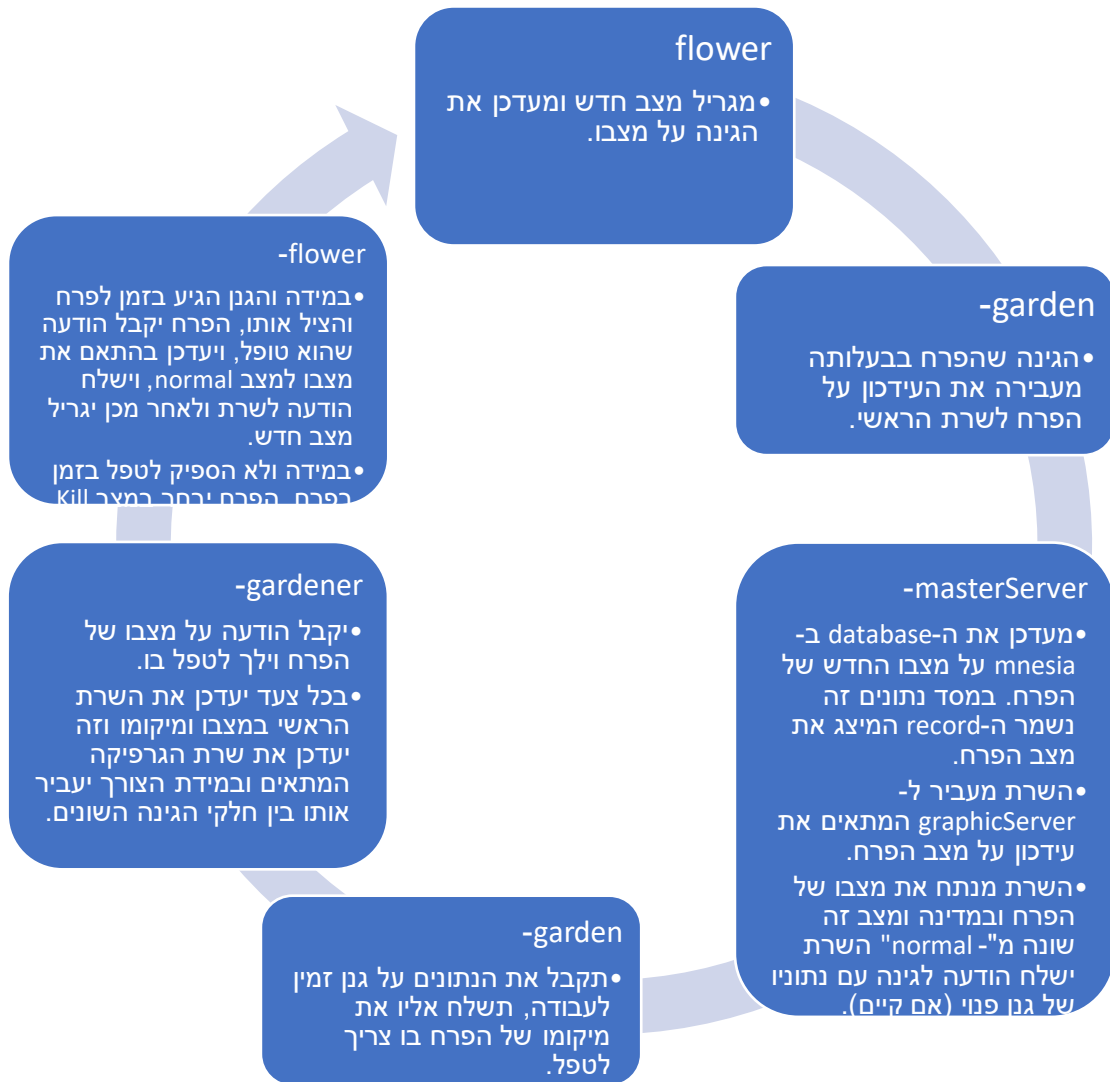 flower
•מגריל מצב חדש ומעדכן את
הגינה על מצבו.
-garden
•הגינה שהפרח בבעלותה
מעבירה את העידכון על
הפרח לשרת הראשי.
-masterServer
•מעדכן את ה-database ב-
mnesia על מצבו החדש של
הפרח. במסד נתונים זה
נשמר ה-record המיצג את
מצב הפרח.
•השרת מעביר ל-
graphicServer המתאים את
עידכון על מצב הפרח.
•השרת מנתח את מצבו של
הפרח ובמדינה ומצב זה
שונה מ"- normal" השרת
ישלח הודעה לגינה עם נתוניו
של גנן פנוי (אם קיים).
-garden
•תקבל את הנתונים על גנן זמין
לעבודה, תשלח אליו את
מיקומו של הפרח בו צריך
לטפל.
-gardener
•יקבל הודעה על מצבו של
הפרח וילך לטפל בו.
•בכל צעד יעדכן את השרת
הראשי במצבו ומיקומו וזה
יעדכן את שרת הגרפיקה
המתאים ובמידת הצורך יעביר
אותו בין חלקי הגינה השונים.
-flower
•במידה והגנן הגיע בזמן לפרח
והציל אותו, הפרח יקבל הודעה
שהוא טופל, ויעדכן בהתאם את
מצבו למצב normal, וישלח
הודעה לשרת ולאחר מכן יגריל
מצב חדש.
•במידה ולא הספיק לטפל בזמן
הפרח במצב Kill